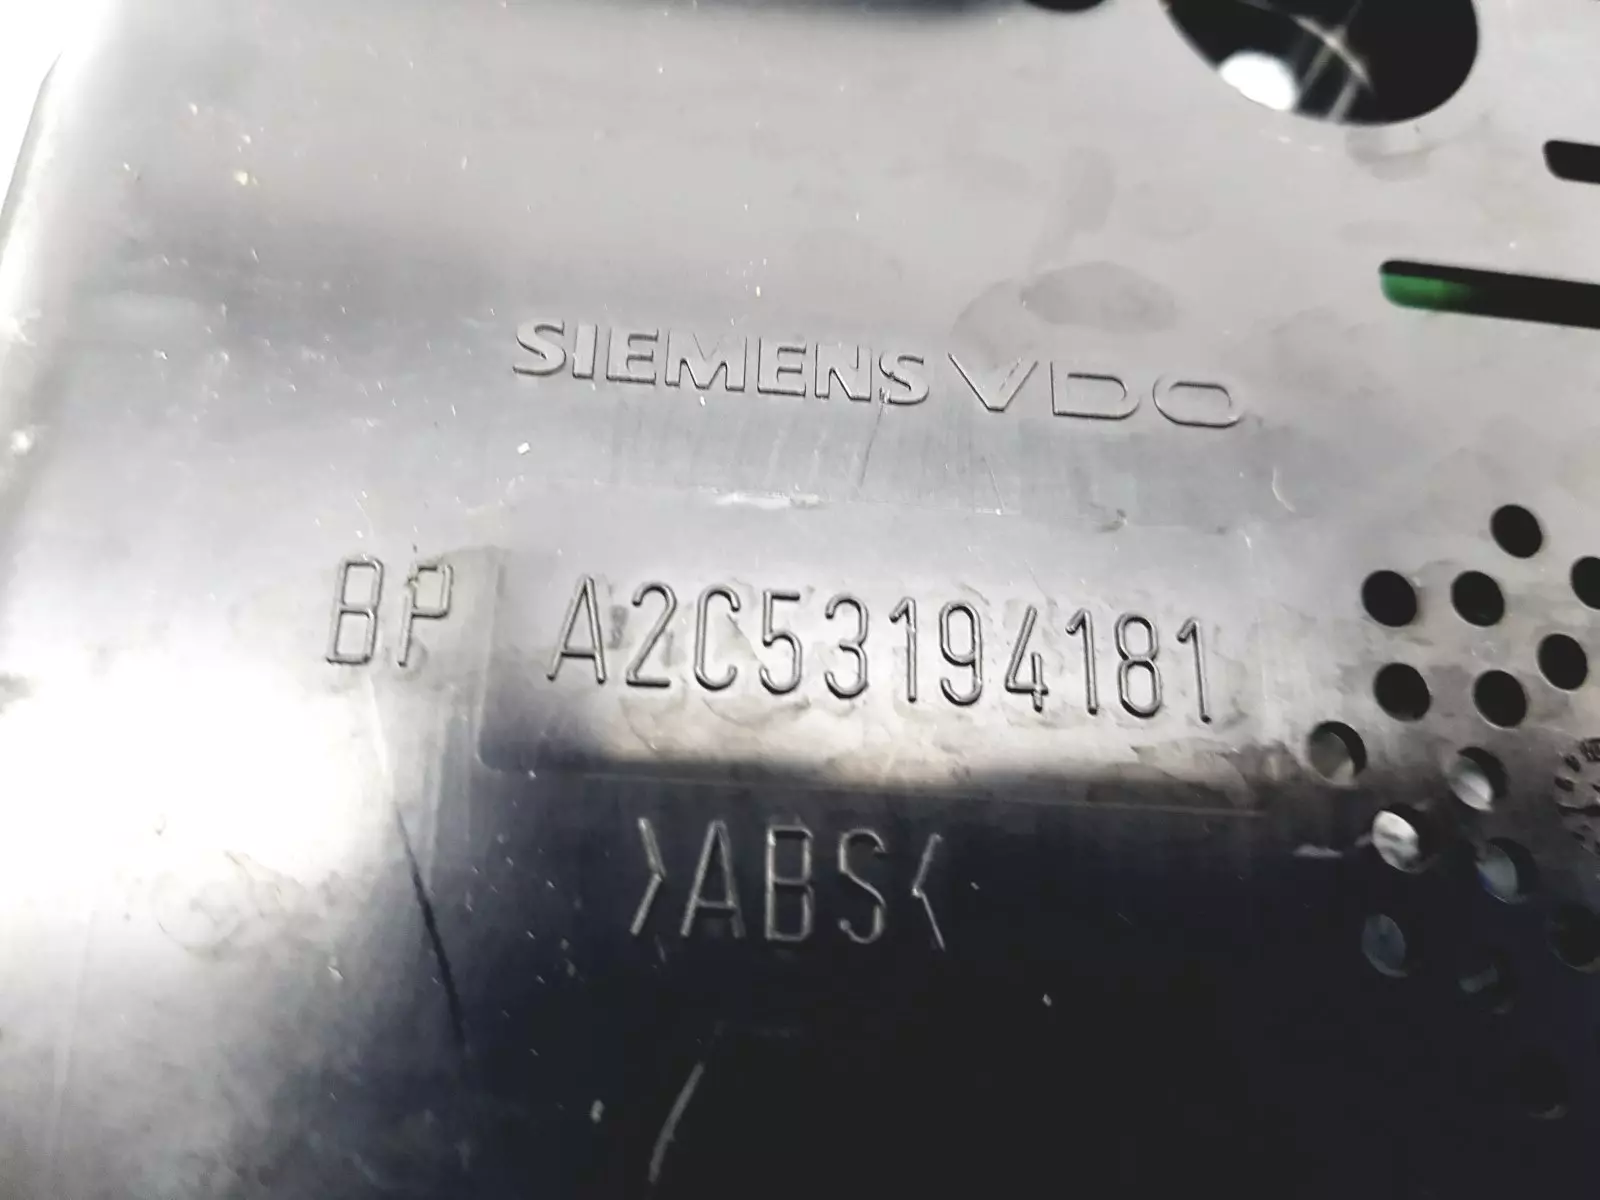 SIEMENS VDO
BP A2C53194181
>ABS<